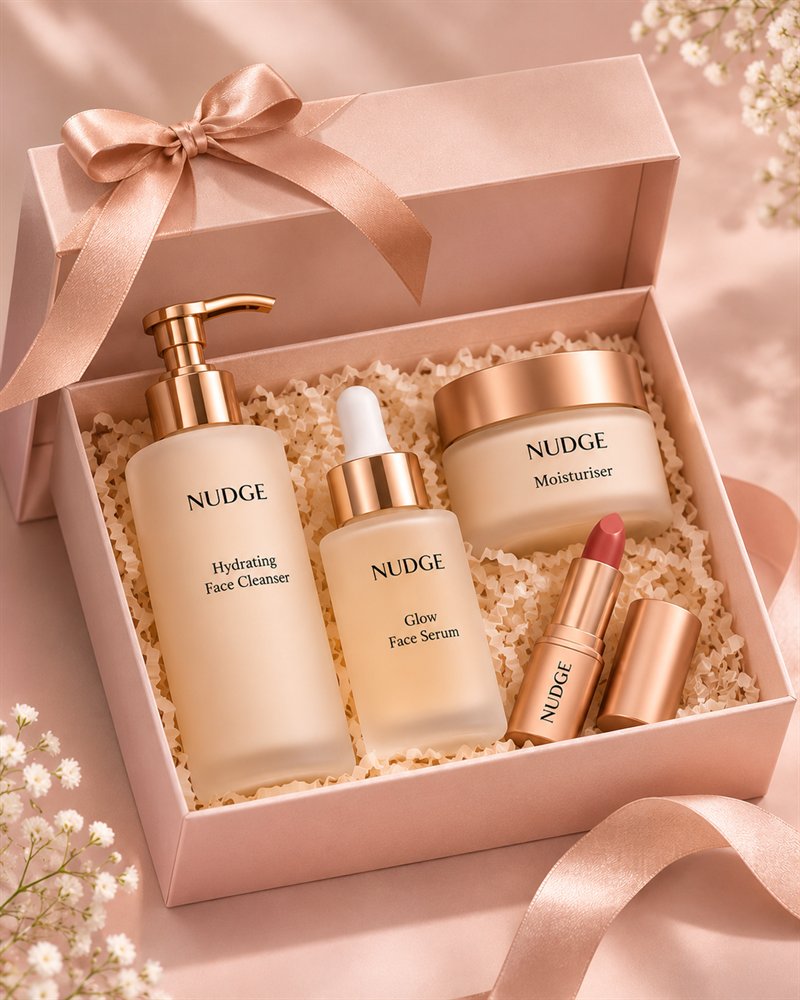 NUDGE
Hydrating
Face Cleanser
NUDGE
Glow
Face Serum
NUDGE
Moisturiser
NUDGE